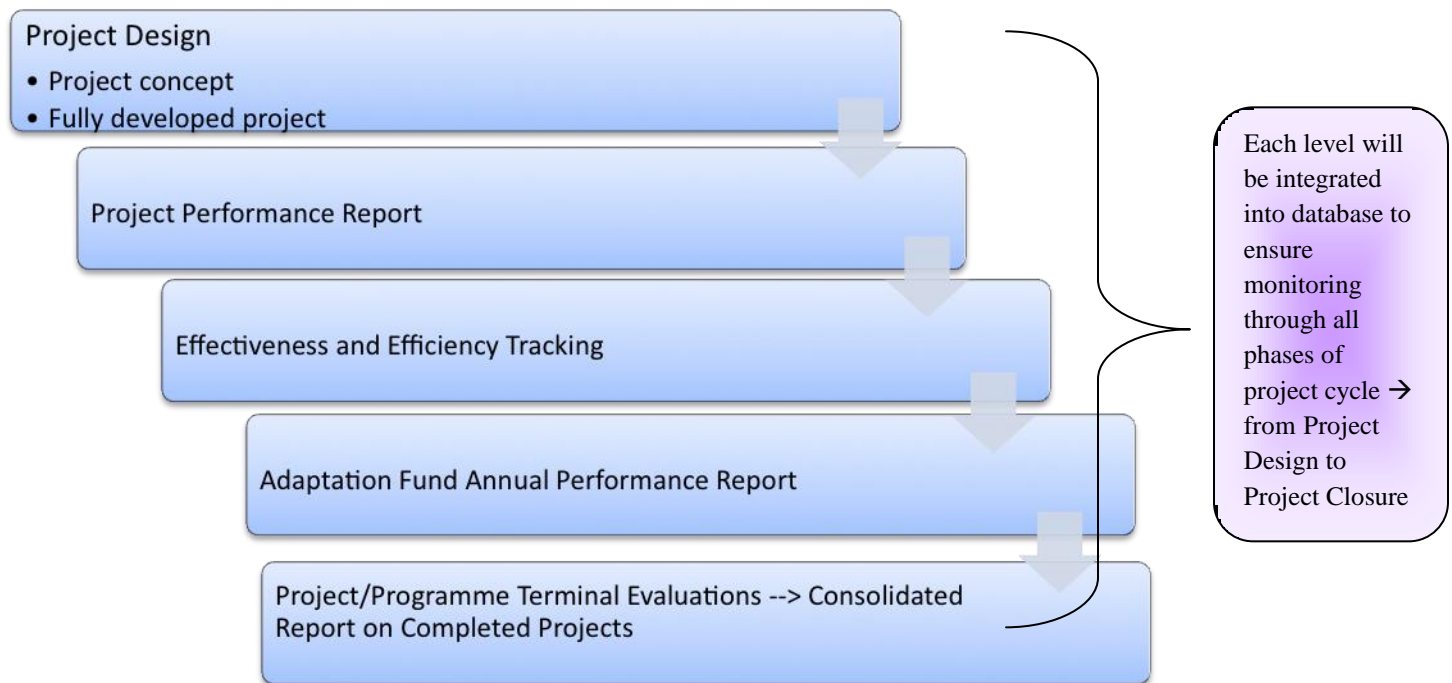 Project Design
• Project concept
• Fully developed project
Project Performance Report
Effectiveness and Efficiency Tracking
Adaptation Fund Annual Performance Report
Project/Programme Terminal Evaluations --> Consolidated
Report on Completed Projects
Each level will
be integrated
into database to
ensure
monitoring
through all
phases of
project cycle →
from Project
Design to
Project Closure